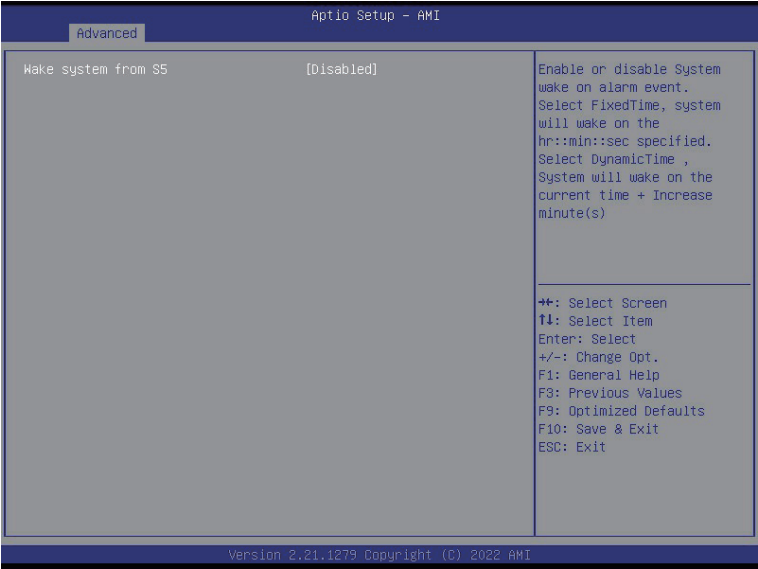 Aptio Setup – AMI
Advanced
Wake system from S5 [Disabled]
Enable or disable System
wake on alarm event.
Select FixedTime, system
will wake on the
hr::min::sec specified.
Select DynamicTime ,
System will wake on the
current time + Increase
minute(s)
→←: Select Screen
↑↓: Select Item
Enter: Select
+/-: Change Opt.
F1: General Help
F3: Previous Values
F9: Optimized Defaults
F10: Save & Exit
ESC: Exit
Version 2.21.1279 Copyright (C) 2022 AMI